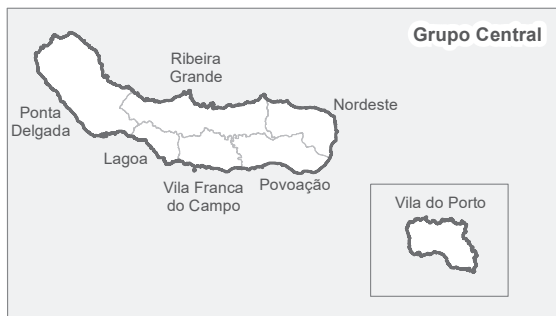 Grupo Central
Ribeira
Grande
Nordeste
Ponta
Delgada
Lagoa
Vila Franca
do Campo
Povoação
Vila do Porto